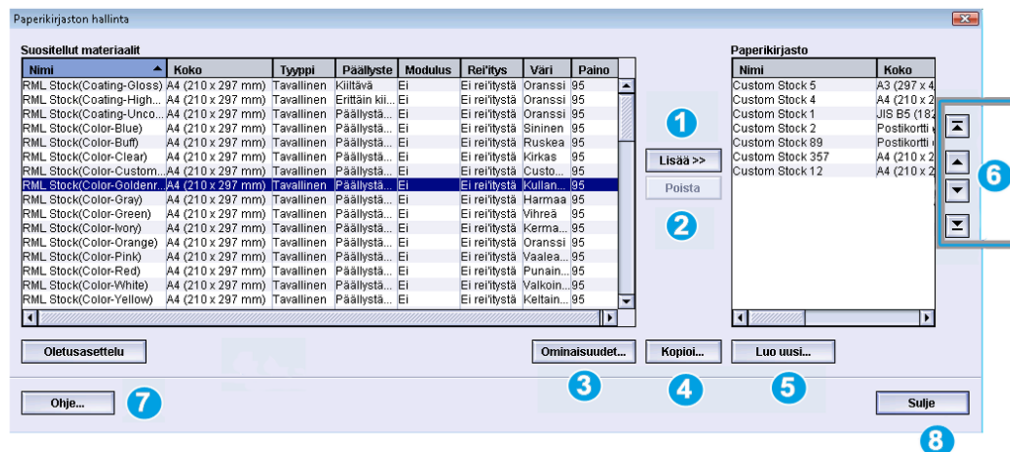 Paperikirjaston hallinta
Suositellut materiaalit
Paperikirjasto
Nimi Koko Tyyppi Päällyste Modulus Rei'itys Väri Paino
RML Stock(Coating-Gloss) A4 (210 x 297 mm) Tavallinen Kiiltävä Ei Ei rei'itystä Oranssi 95
RML Stock(Coating-High... A4 (210 x 297 mm) Tavallinen Erittäin kii... Ei Ei rei'itystä Oranssi 95
RML Stock(Coating-Unco... A4 (210 x 297 mm) Tavallinen Päällystä... Ei Ei rei'itystä Oranssi 95
RML Stock(Color-Blue) A4 (210 x 297 mm) Tavallinen Päällystä... Ei Ei rei'itystä Sininen 95
RML Stock(Color-Buff) A4 (210 x 297 mm) Tavallinen Päällystä... Ei Ei rei'itystä Ruskea 95
RML Stock(Color-Clear) A4 (210 x 297 mm) Tavallinen Päällystä... Ei Ei rei'itystä Kirkas 95
RML Stock(Color-Custom... A4 (210 x 297 mm) Tavallinen Päällystä... Ei Ei rei'itystä Custo... 95
RML Stock(Color-Goldenr... A4 (210 x 297 mm) Tavallinen Päällystä... Ei Ei rei'itystä Kullan... 95
RML Stock(Color-Gray) A4 (210 x 297 mm) Tavallinen Päällystä... Ei Ei rei'itystä Harmaa 95
RML Stock(Color-Green) A4 (210 x 297 mm) Tavallinen Päällystä... Ei Ei rei'itystä Vihreä 95
RML Stock(Color-Ivory) A4 (210 x 297 mm) Tavallinen Päällystä... Ei Ei rei'itystä Kerma... 95
RML Stock(Color-Orange) A4 (210 x 297 mm) Tavallinen Päällystä... Ei Ei rei'itystä Oranssi 95
RML Stock(Color-Pink) A4 (210 x 297 mm) Tavallinen Päällystä... Ei Ei rei'itystä Vaalea... 95
RML Stock(Color-Red) A4 (210 x 297 mm) Tavallinen Päällystä... Ei Ei rei'itystä Punain... 95
RML Stock(Color-White) A4 (210 x 297 mm) Tavallinen Päällystä... Ei Ei rei'itystä Valkoin... 95
RML Stock(Color-Yellow) A4 (210 x 297 mm) Tavallinen Päällystä... Ei Ei rei'itystä Keltain... 95
1
Lisää >>
Poista
2
Nimi Koko
Custom Stock 5 A3 (297 x 4
Custom Stock 4 A4 (210 x 2
Custom Stock 1 JIS B5 (182
Custom Stock 2 Postikortti
Custom Stock 89 Postikortti
Custom Stock 357 A4 (210 x 2
Custom Stock 12 A4 (210 x 2
6
Oletusasettelu
Ominaisuudet...
Kopioi...
Luo uusi...
3
4
5
Ohje...
7
Sulje
8